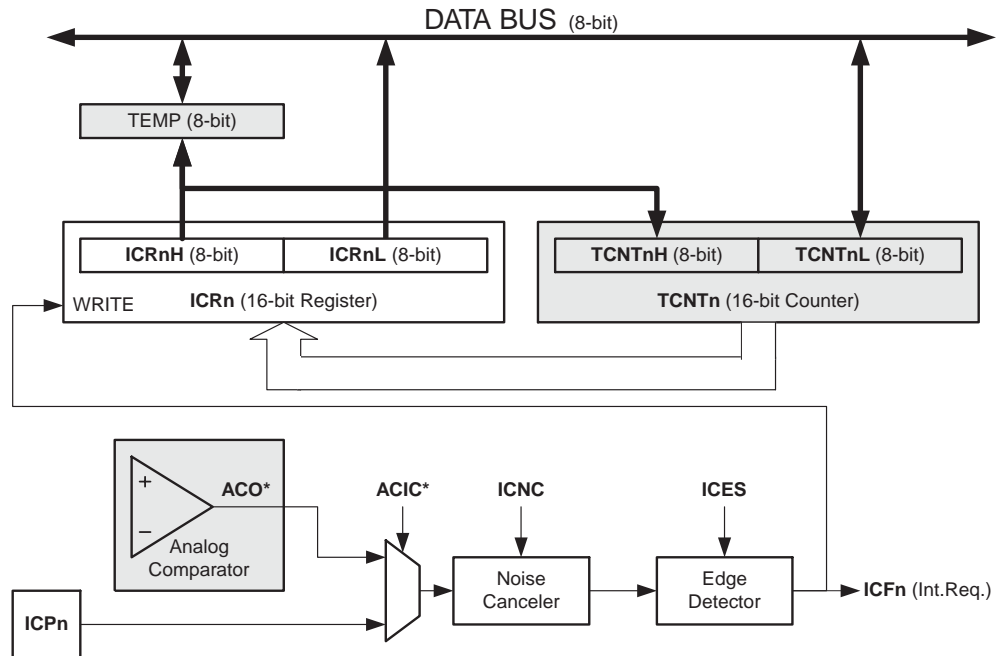 DATA BUS (8-bit)
TEMP (8-bit)
ICRnH (8-bit)
ICRnL (8-bit)
TCNTnH (8-bit)
TCNTnL (8-bit)
WRITE
ICRn (16-bit Register)
TCNTn (16-bit Counter)
+
−
ACO*
Analog
Comparator
ACIC*
ICNC
ICES
Noise
Canceler
Edge
Detector
ICFn (Int.Req.)
ICPn